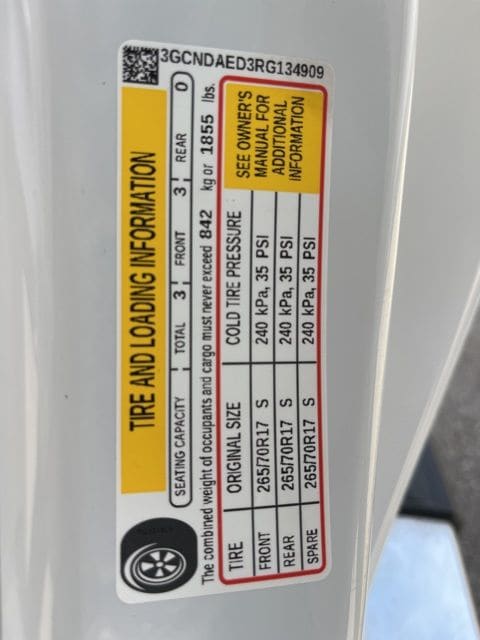 3GCNDAED3RG134909
TIRE AND LOADING INFORMATION
SEATING CAPACITY TOTAL 3 FRONT 3 REAR 0
The combined weight of occupants and cargo must never exceed 842 kg or 1855 lbs.
TIRE ORIGINAL SIZE COLD TIRE PRESSURE
FRONT 265/70R17 S 240 kPa, 35 PSI
REAR 265/70R17 S 240 kPa, 35 PSI
SPARE 265/70R17 S 240 kPa, 35 PSI
SEE OWNER'S
MANUAL FOR
ADDITIONAL
INFORMATION